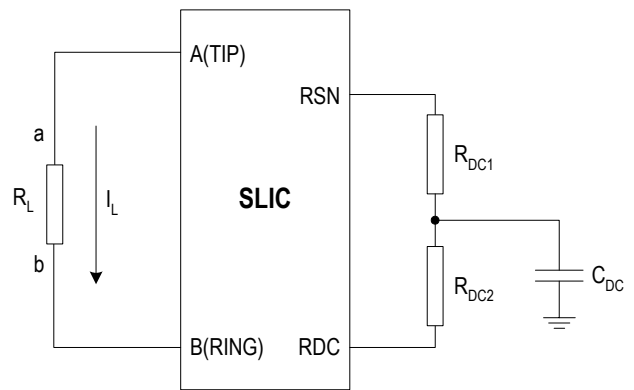 A(TIP)
RSN
a
R_DC1
R_L
I_L
SLIC
b
R_DC2
C_DC
B(RING)
RDC